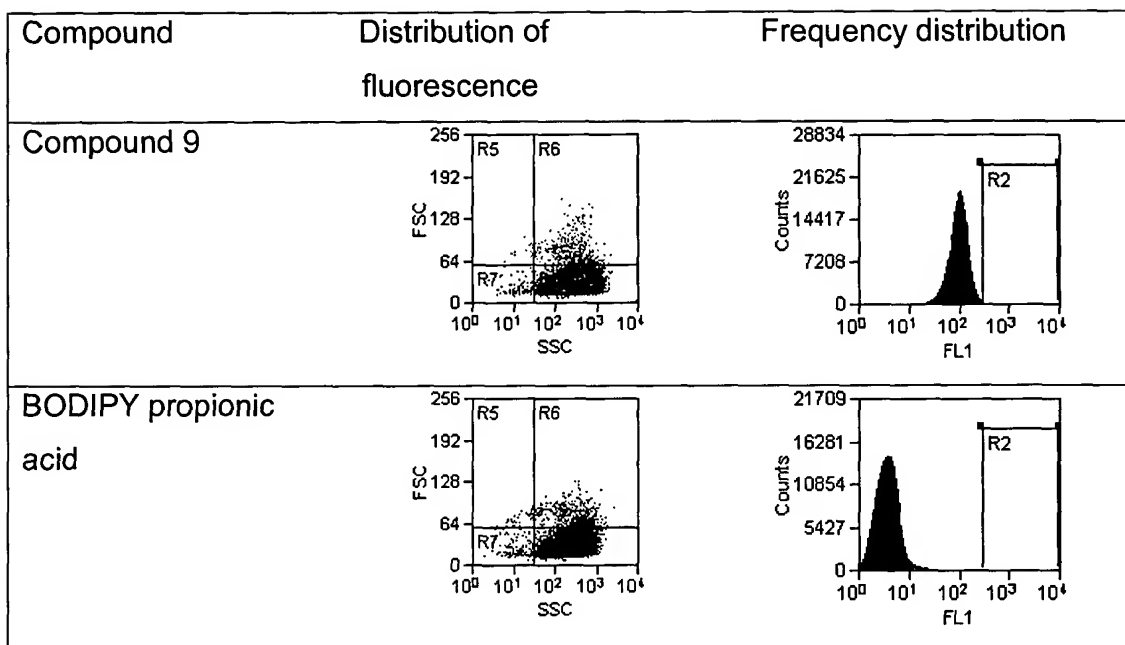 Compound Distribution of fluorescence Frequency distribution
Compound 9
256
192
128
64
0
FSC
R5 R6
R7
10⁰ 10¹ 10² 10³ 10⁴
SSC
28834
21625
14417
7208
0
Counts
R2
10⁰ 10¹ 10² 10³ 10⁴
FL1
BODIPY propionic
acid
256
192
128
64
0
FSC
R5 R6
R7
10⁰ 10¹ 10² 10³ 10⁴
SSC
21709
16281
10854
5427
0
Counts
R2
10⁰ 10¹ 10² 10³ 10⁴
FL1